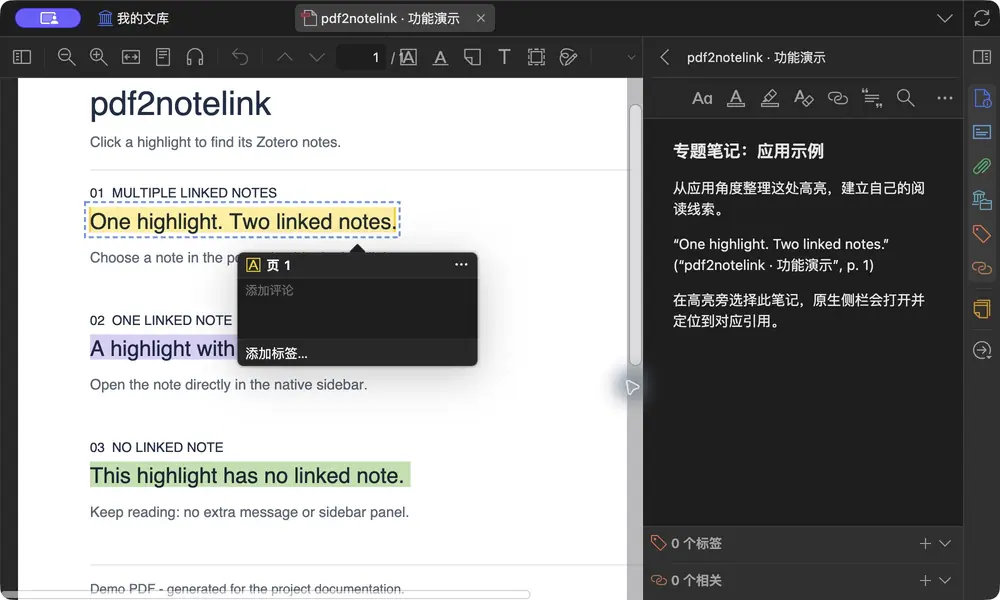 我的文库
pdf2notelink · 功能演示
1 /
pdf2notelink · 功能演示
pdf2notelink
Click a highlight to find its Zotero notes.
01 MULTIPLE LINKED NOTES
One highlight. Two linked notes.
Choose a note in the
页 1
添加评论
添加标签...
02 ONE LINKED NOTE
A highlight with
Open the note directly in the native sidebar.
03 NO LINKED NOTE
This highlight has no linked note.
Keep reading: no extra message or sidebar panel.
Demo PDF - generated for the project documentation.
Aa
专题笔记：应用示例
从应用角度整理这处高亮，建立自己的阅
读线索。
“One highlight. Two linked notes.”
(“pdf2notelink · 功能演示”, p. 1)
在高亮旁选择此笔记，原生侧栏会打开并
定位到对应引用。
0 个标签
0 个相关